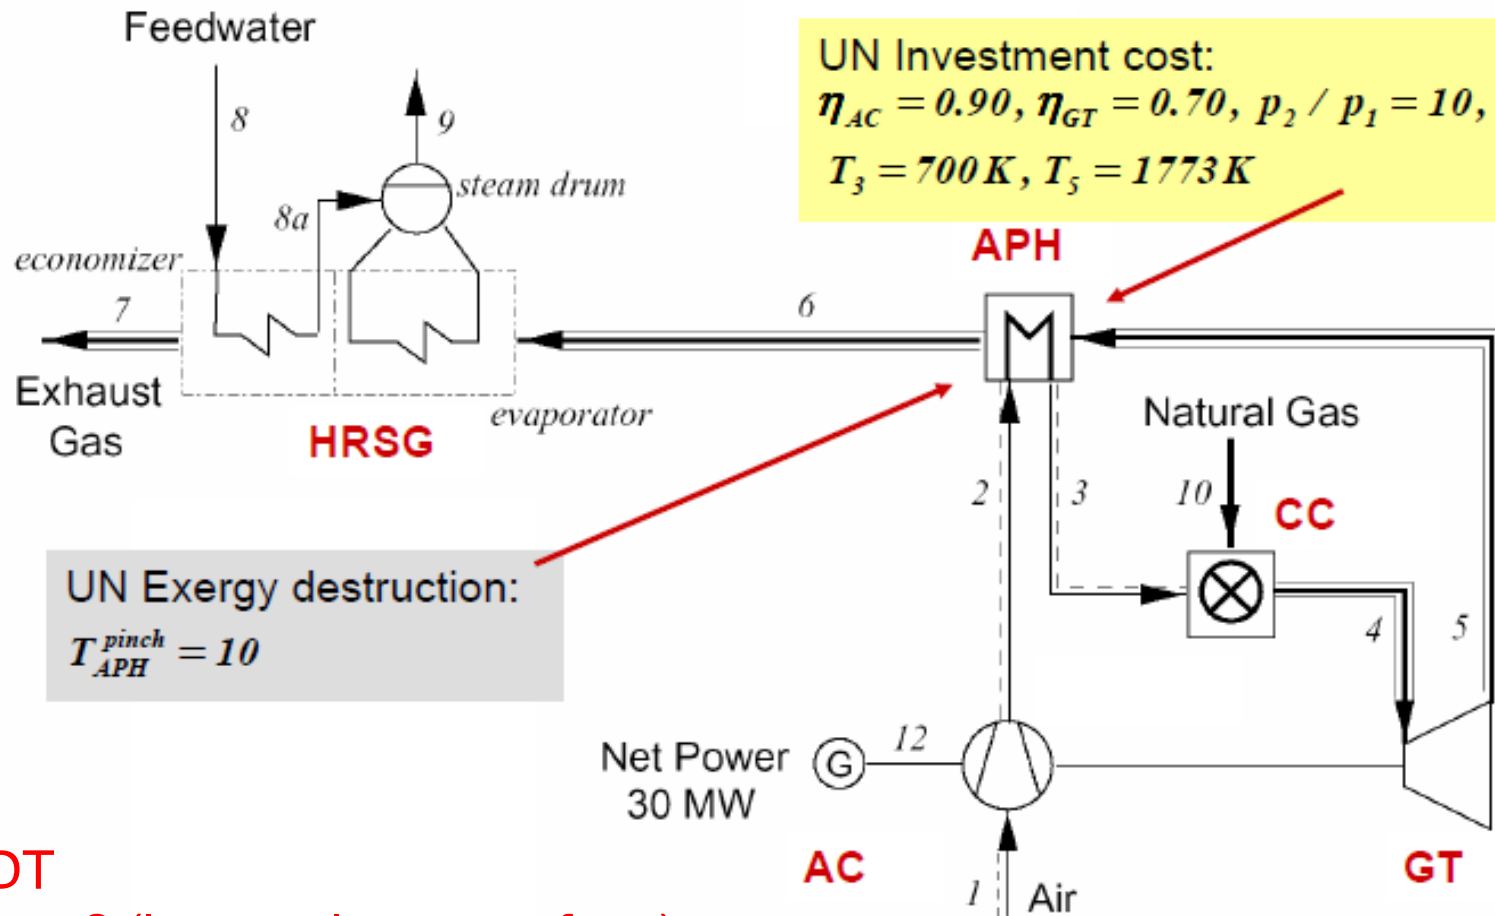 Feedwater
8
9
steam drum
8a
economizer
7
6
Exhaust
Gas
HRSG
evaporator
UN Investment cost:
η_AC = 0.90, η_GT = 0.70, p_2 / p_1 = 10,
T_3 = 700 K, T_5 = 1773 K
APH
Natural Gas
2
3
10
CC
UN Exergy destruction:
T_APH^pinch = 10
4
5
Net Power
30 MW
G
12
AC
GT
1
Air
DT